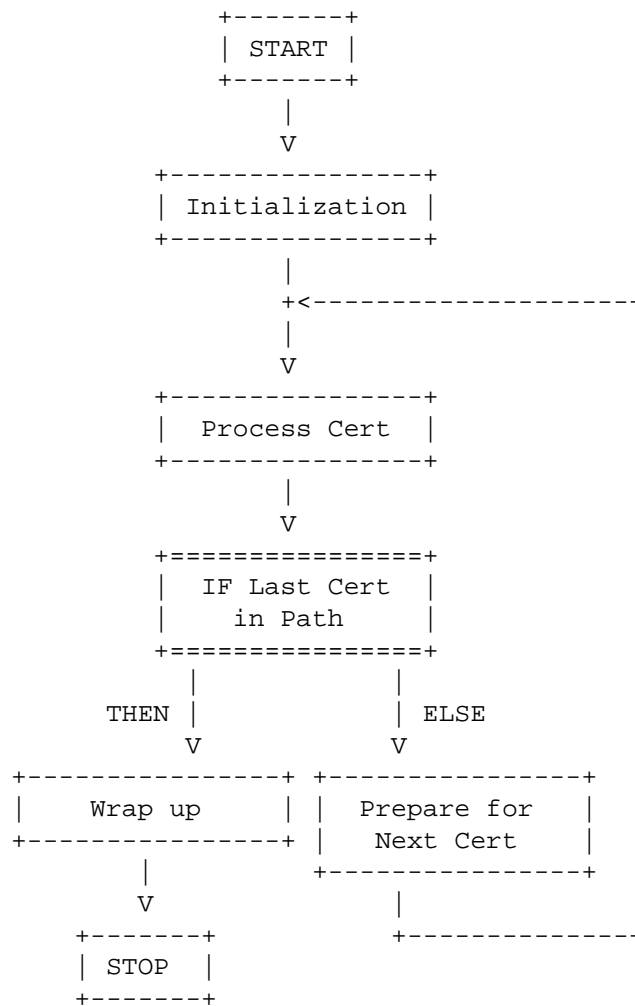 START
Initialization
Process Cert
IF Last Cert
in Path
THEN ELSE
Wrap up Prepare for
Next Cert
STOP